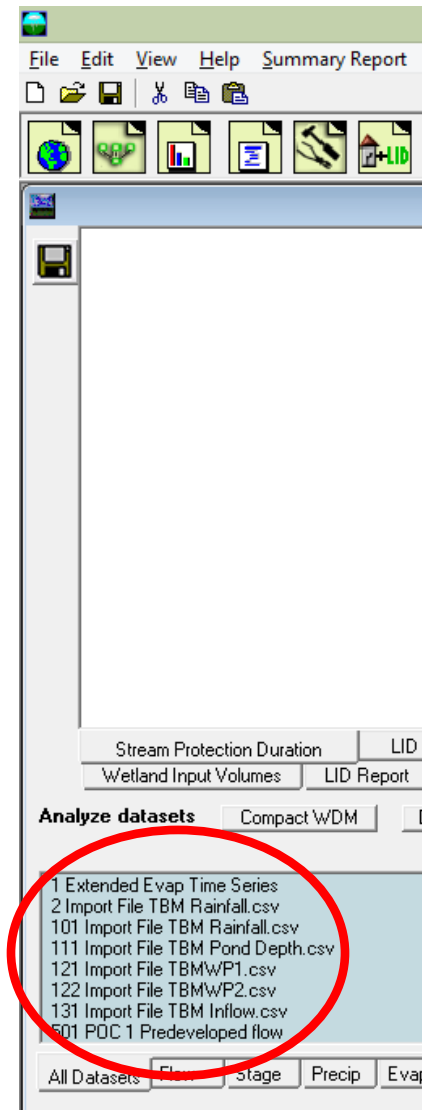 File Edit View Help Summary Report
+LID
Stream Protection Duration LID
Wetland Input Volumes LID Report
Analyze datasets Compact WDM
1 Extended Evap Time Series
2 Import File TBM Rainfall.csv
101 Import File TBM Rainfall.csv
111 Import File TBM Pond Depth.csv
121 Import File TBMWP1.csv
122 Import File TBMWP2.csv
131 Import File TBM Inflow.csv
501 POC 1 Predeveloped flow
All Datasets Flow Stage Precip Evap